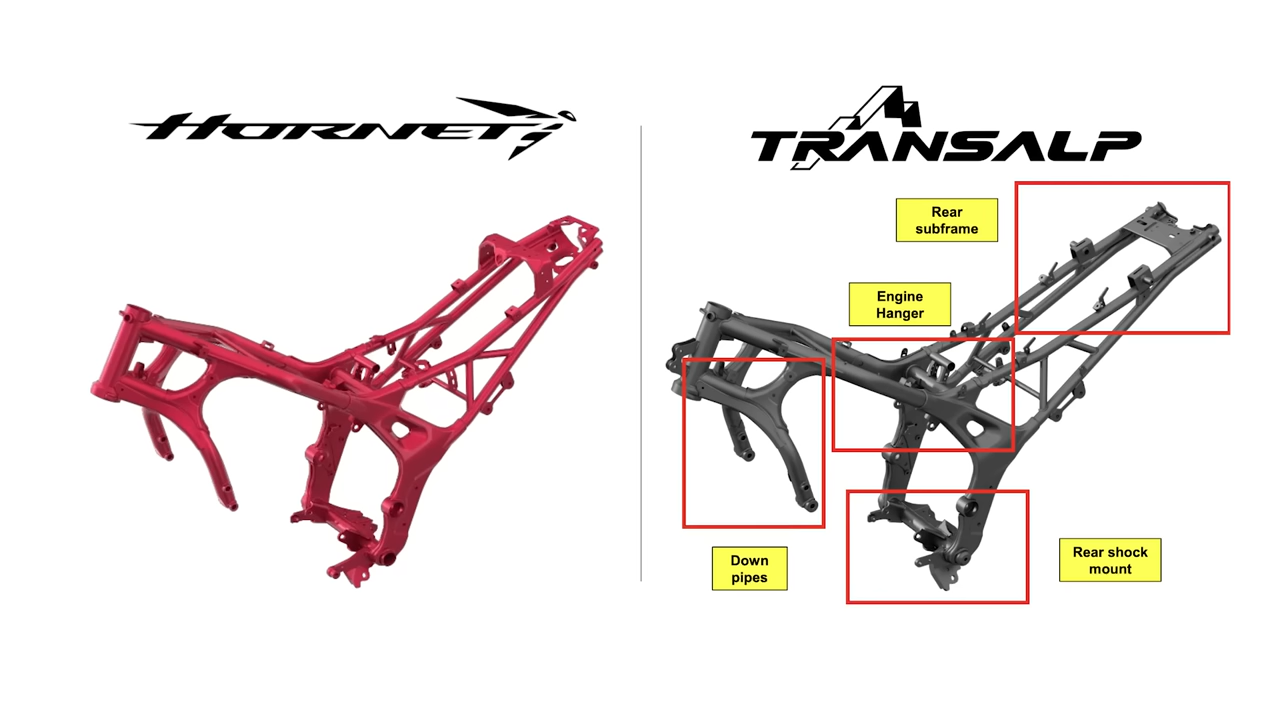 HORNET
TRANSALP
Rear
subframe
Engine
Hanger
Down
pipes
Rear shock
mount